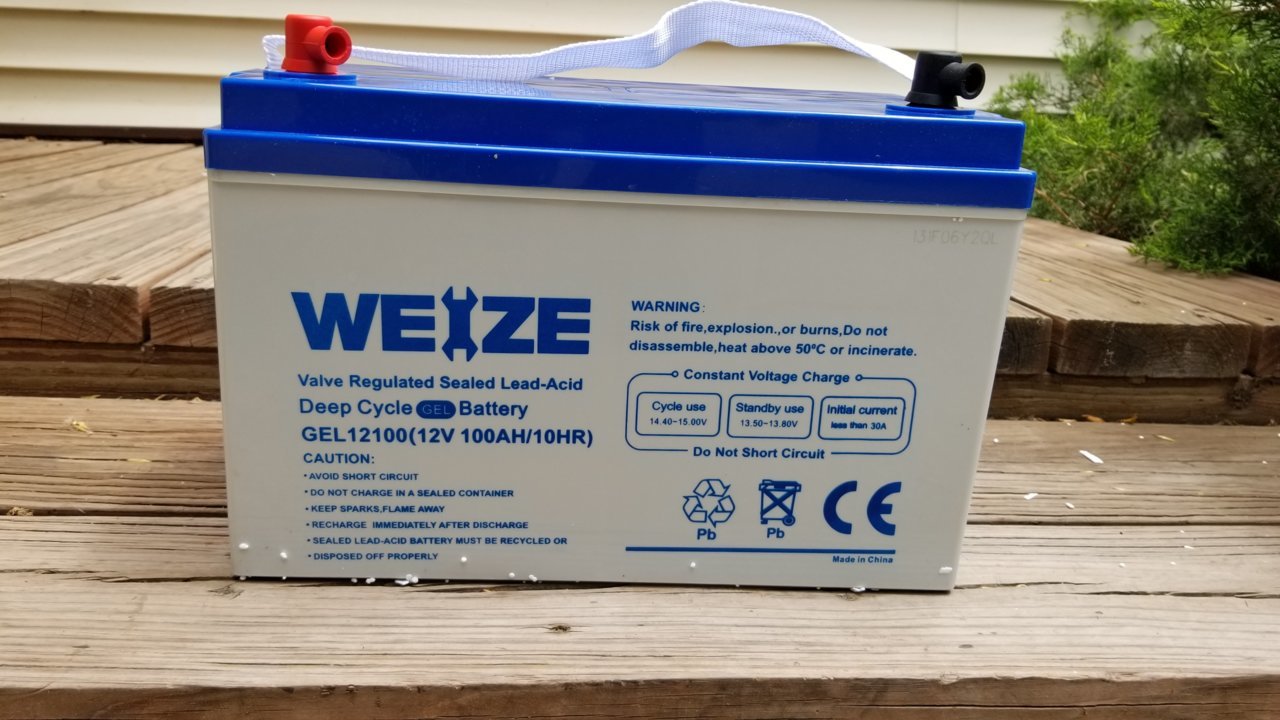 131F06Y2QL
WEIZE
Valve Regulated Sealed Lead-Acid
Deep Cycle GEL Battery
GEL12100(12V 100AH/10HR)
CAUTION:
• AVOID SHORT CIRCUIT
• DO NOT CHARGE IN A SEALED CONTAINER
• KEEP SPARKS,FLAME AWAY
• RECHARGE IMMEDIATELY AFTER DISCHARGE
• SEALED LEAD-ACID BATTERY MUST BE RECYCLED OR
• DISPOSED OFF PROPERLY
WARNING:
Risk of fire,explosion.,or burns,Do not
disassemble,heat above 50ºC or incinerate.
Constant Voltage Charge
Cycle use
14.40~15.00V
Standby use
13.50~13.80V
Initial current
less than 30A
Do Not Short Circuit
Pb
Pb
CE
Made in China